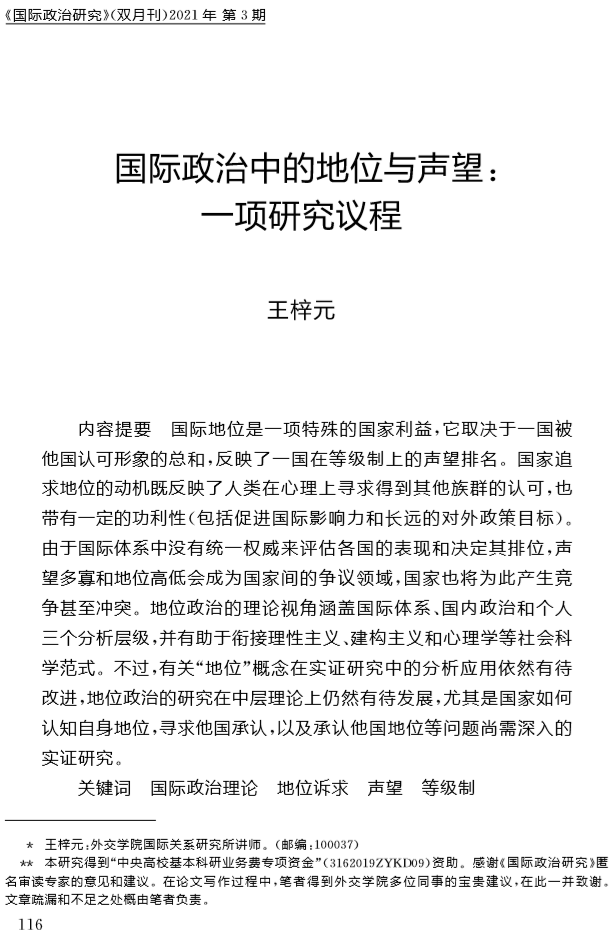 《国际政治研究》(双月刊)2021 年 第 3 期
国际政治中的地位与声望：
一项研究议程
王梓元
内容提要 国际地位是一项特殊的国家利益,它取决于一国被
他国认可形象的总和,反映了一国在等级制上的声望排名。国家追
求地位的动机既反映了人类在心理上寻求得到其他族群的认可,也
带有一定的功利性(包括促进国际影响力和长远的对外政策目标)。
由于国际体系中没有统一权威来评估各国的表现和决定其排位,声
望多寡和地位高低会成为国家间的争议领域,国家也将为此产生竞
争甚至冲突。地位政治的理论视角涵盖国际体系、国内政治和个人
三个分析层级,并有助于衔接理性主义、建构主义和心理学等社会科
学范式。不过,有关“地位”概念在实证研究中的分析应用依然有待
改进,地位政治的研究在中层理论上仍然有待发展,尤其是国家如何
认知自身地位,寻求他国承认,以及承认他国地位等问题尚需深入的
实证研究。
关键词 国际政治理论 地位诉求 声望 等级制
* 王梓元:外交学院国际关系研究所讲师。(邮编:100037)
** 本研究得到“中央高校基本科研业务费专项资金”(3162019ZYKD09)资助。感谢《国际政治研究》匿
名审读专家的意见和建议。在论文写作过程中,笔者得到外交学院多位同事的宝贵建议,在此一并致谢。
文章疏漏和不足之处概由笔者负责。
116